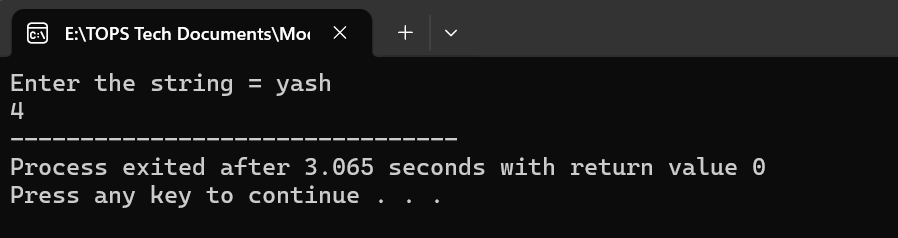 E:\TOPS Tech Documents\Mod
Enter the string = yash
4
--------------------------------
Process exited after 3.065 seconds with return value 0
Press any key to continue . . .